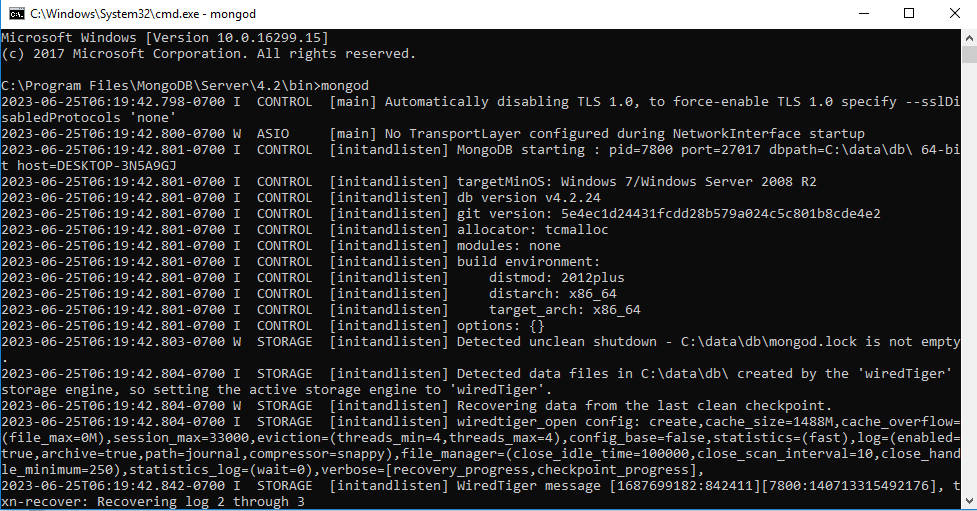 C:\Windows\System32\cmd.exe - mongod
Microsoft Windows [Version 10.0.16299.15]
(c) 2017 Microsoft Corporation. All rights reserved.
C:\Program Files\MongoDB\Server\4.2\bin>mongod
2023-06-25T06:19:42.798-0700 I  CONTROL  [main] Automatically disabling TLS 1.0, to force-enable TLS 1.0 specify --sslDi
sabledProtocols 'none'
2023-06-25T06:19:42.800-0700 W  ASIO     [main] No TransportLayer configured during NetworkInterface startup
2023-06-25T06:19:42.801-0700 I  CONTROL  [initandlisten] MongoDB starting : pid=7800 port=27017 dbpath=C:\data\db\ 64-bi
t host=DESKTOP-3N5A9GJ
2023-06-25T06:19:42.801-0700 I  CONTROL  [initandlisten] targetMinOS: Windows 7/Windows Server 2008 R2
2023-06-25T06:19:42.801-0700 I  CONTROL  [initandlisten] db version v4.2.24
2023-06-25T06:19:42.801-0700 I  CONTROL  [initandlisten] git version: 5e4ec1d24431fcdd28b579a024c5c801b8cde4e2
2023-06-25T06:19:42.801-0700 I  CONTROL  [initandlisten] allocator: tcmalloc
2023-06-25T06:19:42.801-0700 I  CONTROL  [initandlisten] modules: none
2023-06-25T06:19:42.801-0700 I  CONTROL  [initandlisten] build environment:
2023-06-25T06:19:42.801-0700 I  CONTROL  [initandlisten]     distmod: 2012plus
2023-06-25T06:19:42.801-0700 I  CONTROL  [initandlisten]     distarch: x86_64
2023-06-25T06:19:42.801-0700 I  CONTROL  [initandlisten]     target_arch: x86_64
2023-06-25T06:19:42.801-0700 I  CONTROL  [initandlisten] options: {}
2023-06-25T06:19:42.803-0700 W  STORAGE  [initandlisten] Detected unclean shutdown - C:\data\db\mongod.lock is not empty
.
2023-06-25T06:19:42.804-0700 I  STORAGE  [initandlisten] Detected data files in C:\data\db\ created by the 'wiredTiger'
storage engine, so setting the active storage engine to 'wiredTiger'.
2023-06-25T06:19:42.804-0700 W  STORAGE  [initandlisten] Recovering data from the last clean checkpoint.
2023-06-25T06:19:42.804-0700 I  STORAGE  [initandlisten] wiredtiger_open config: create,cache_size=1488M,cache_overflow=
(file_max=0M),session_max=33000,eviction=(threads_min=4,threads_max=4),config_base=false,statistics=(fast),log=(enabled=
true,archive=true,path=journal,compressor=snappy),file_manager=(close_idle_time=100000,close_scan_interval=10,close_hand
le_minimum=250),statistics_log=(wait=0),verbose=[recovery_progress,checkpoint_progress],
2023-06-25T06:19:42.842-0700 I  STORAGE  [initandlisten] WiredTiger message [1687699182:842411][7800:140713315492176], t
xn-recover: Recovering log 2 through 3